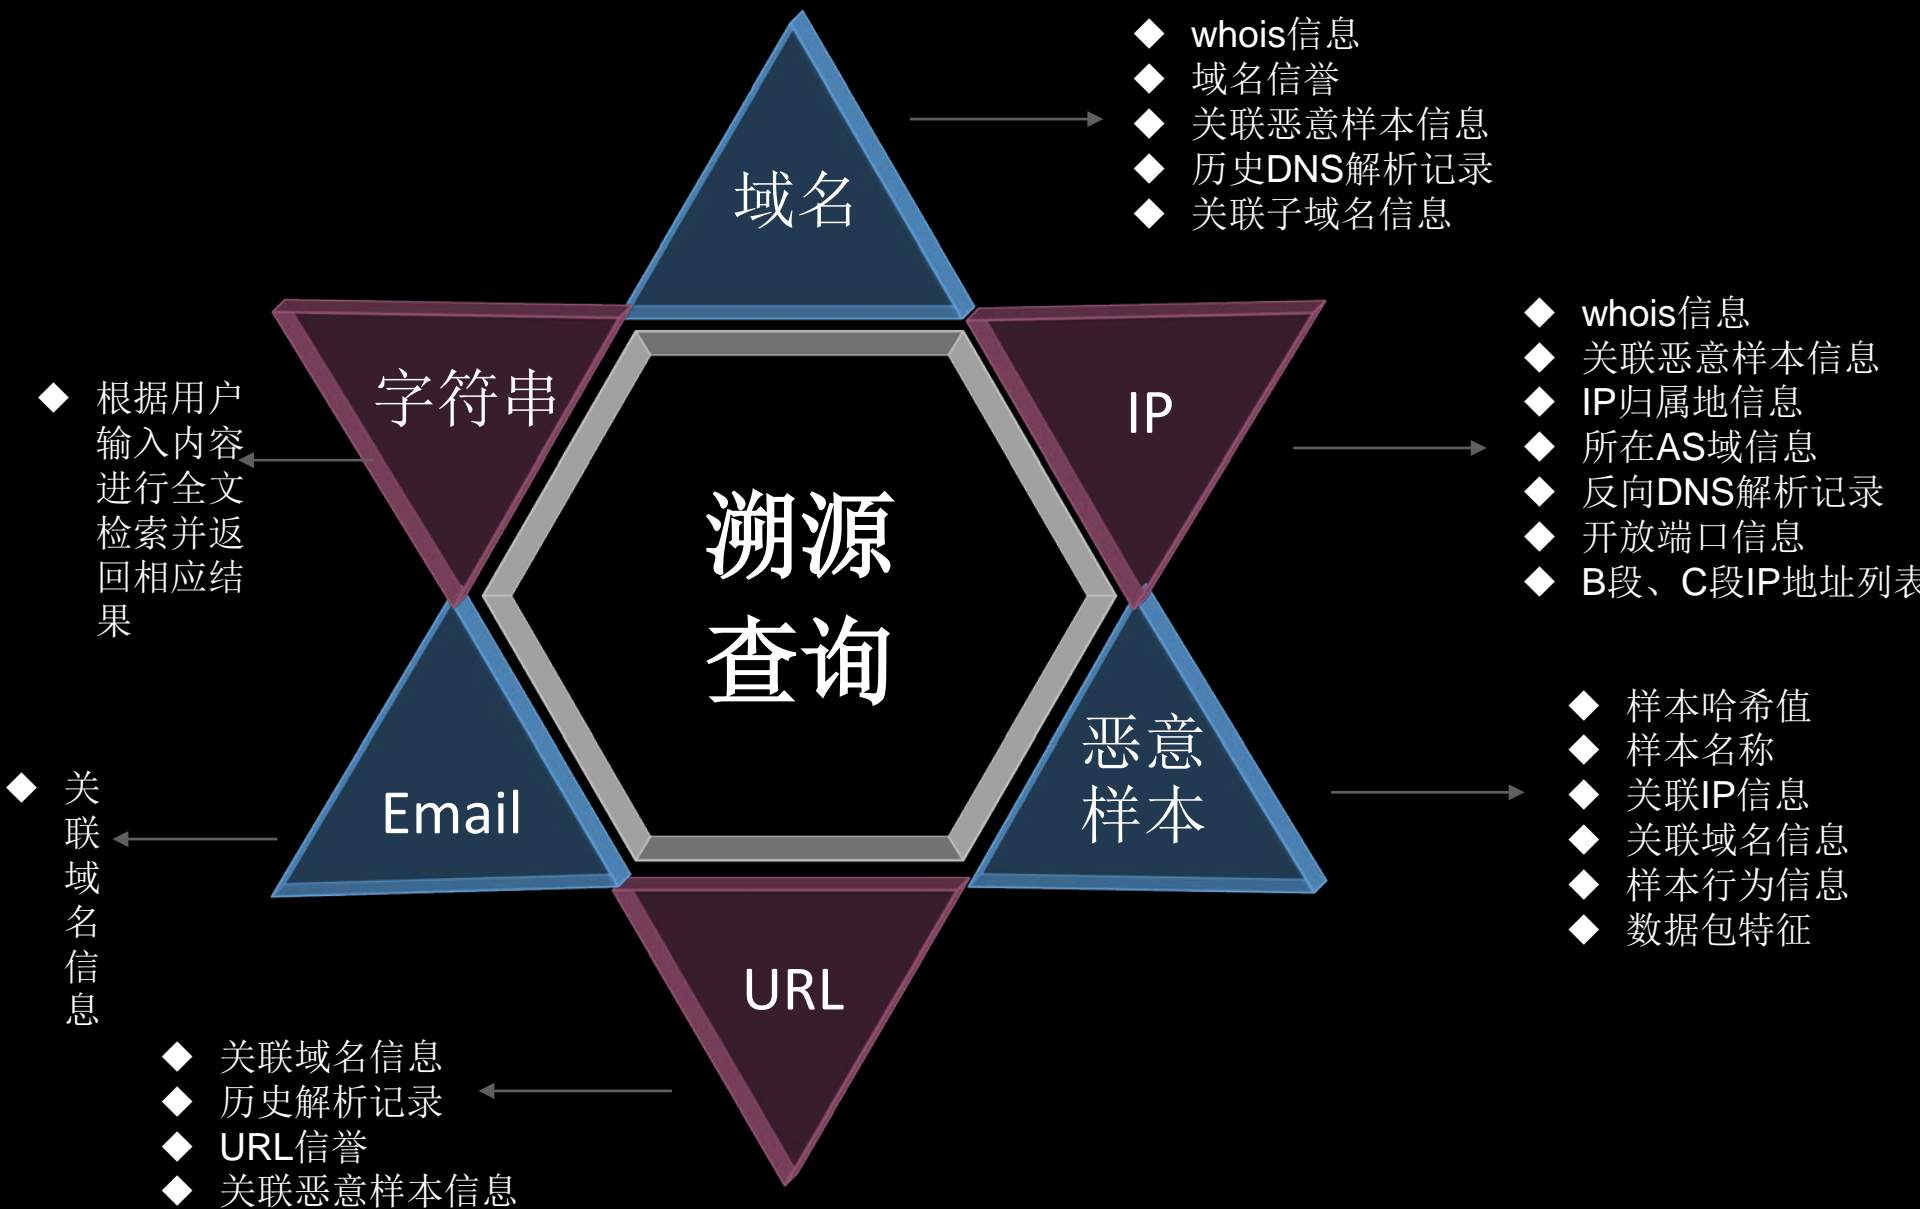 域名
whois信息
域名信誉
关联恶意样本信息
历史DNS解析记录
关联子域名信息
IP
whois信息
关联恶意样本信息
IP归属地信息
所在AS域信息
反向DNS解析记录
开放端口信息
B段、C段IP地址列表
恶意
样本
样本哈希值
样本名称
关联IP信息
关联域名信息
样本行为信息
数据包特征
URL
关联域名信息
历史解析记录
URL信誉
关联恶意样本信息
Email
关
联
域
名
信
息
字符串
根据用户
输入内容
进行全文
检索并返
回相应结
果
溯源
查询